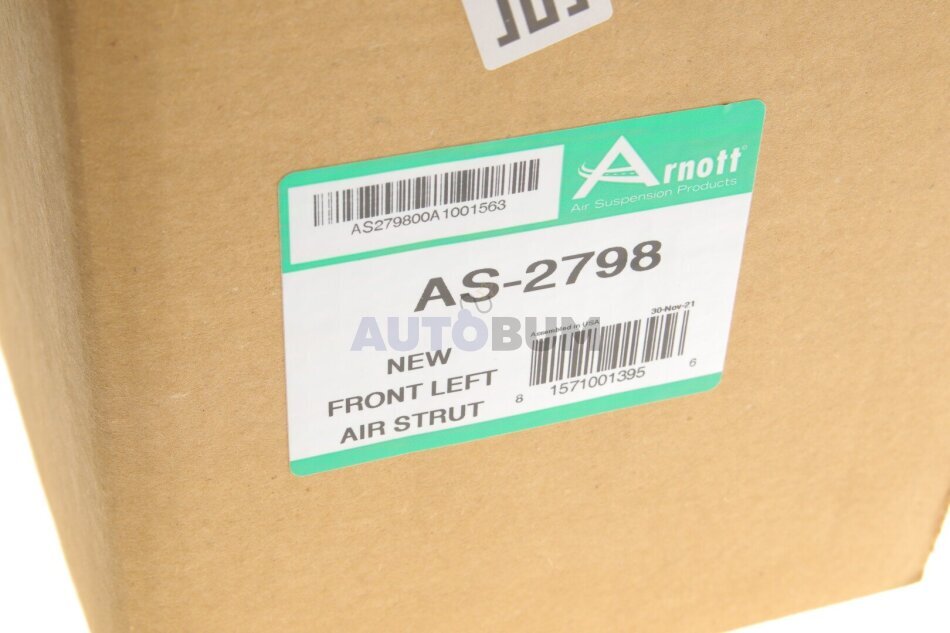 Arnott®
Air Suspension Products
AS279800A1001563
AS-2798
30-Nov-21
Assembled in USA
AUTOBUM
NEW
FRONT LEFT
AIR STRUT
8 1571001395 6